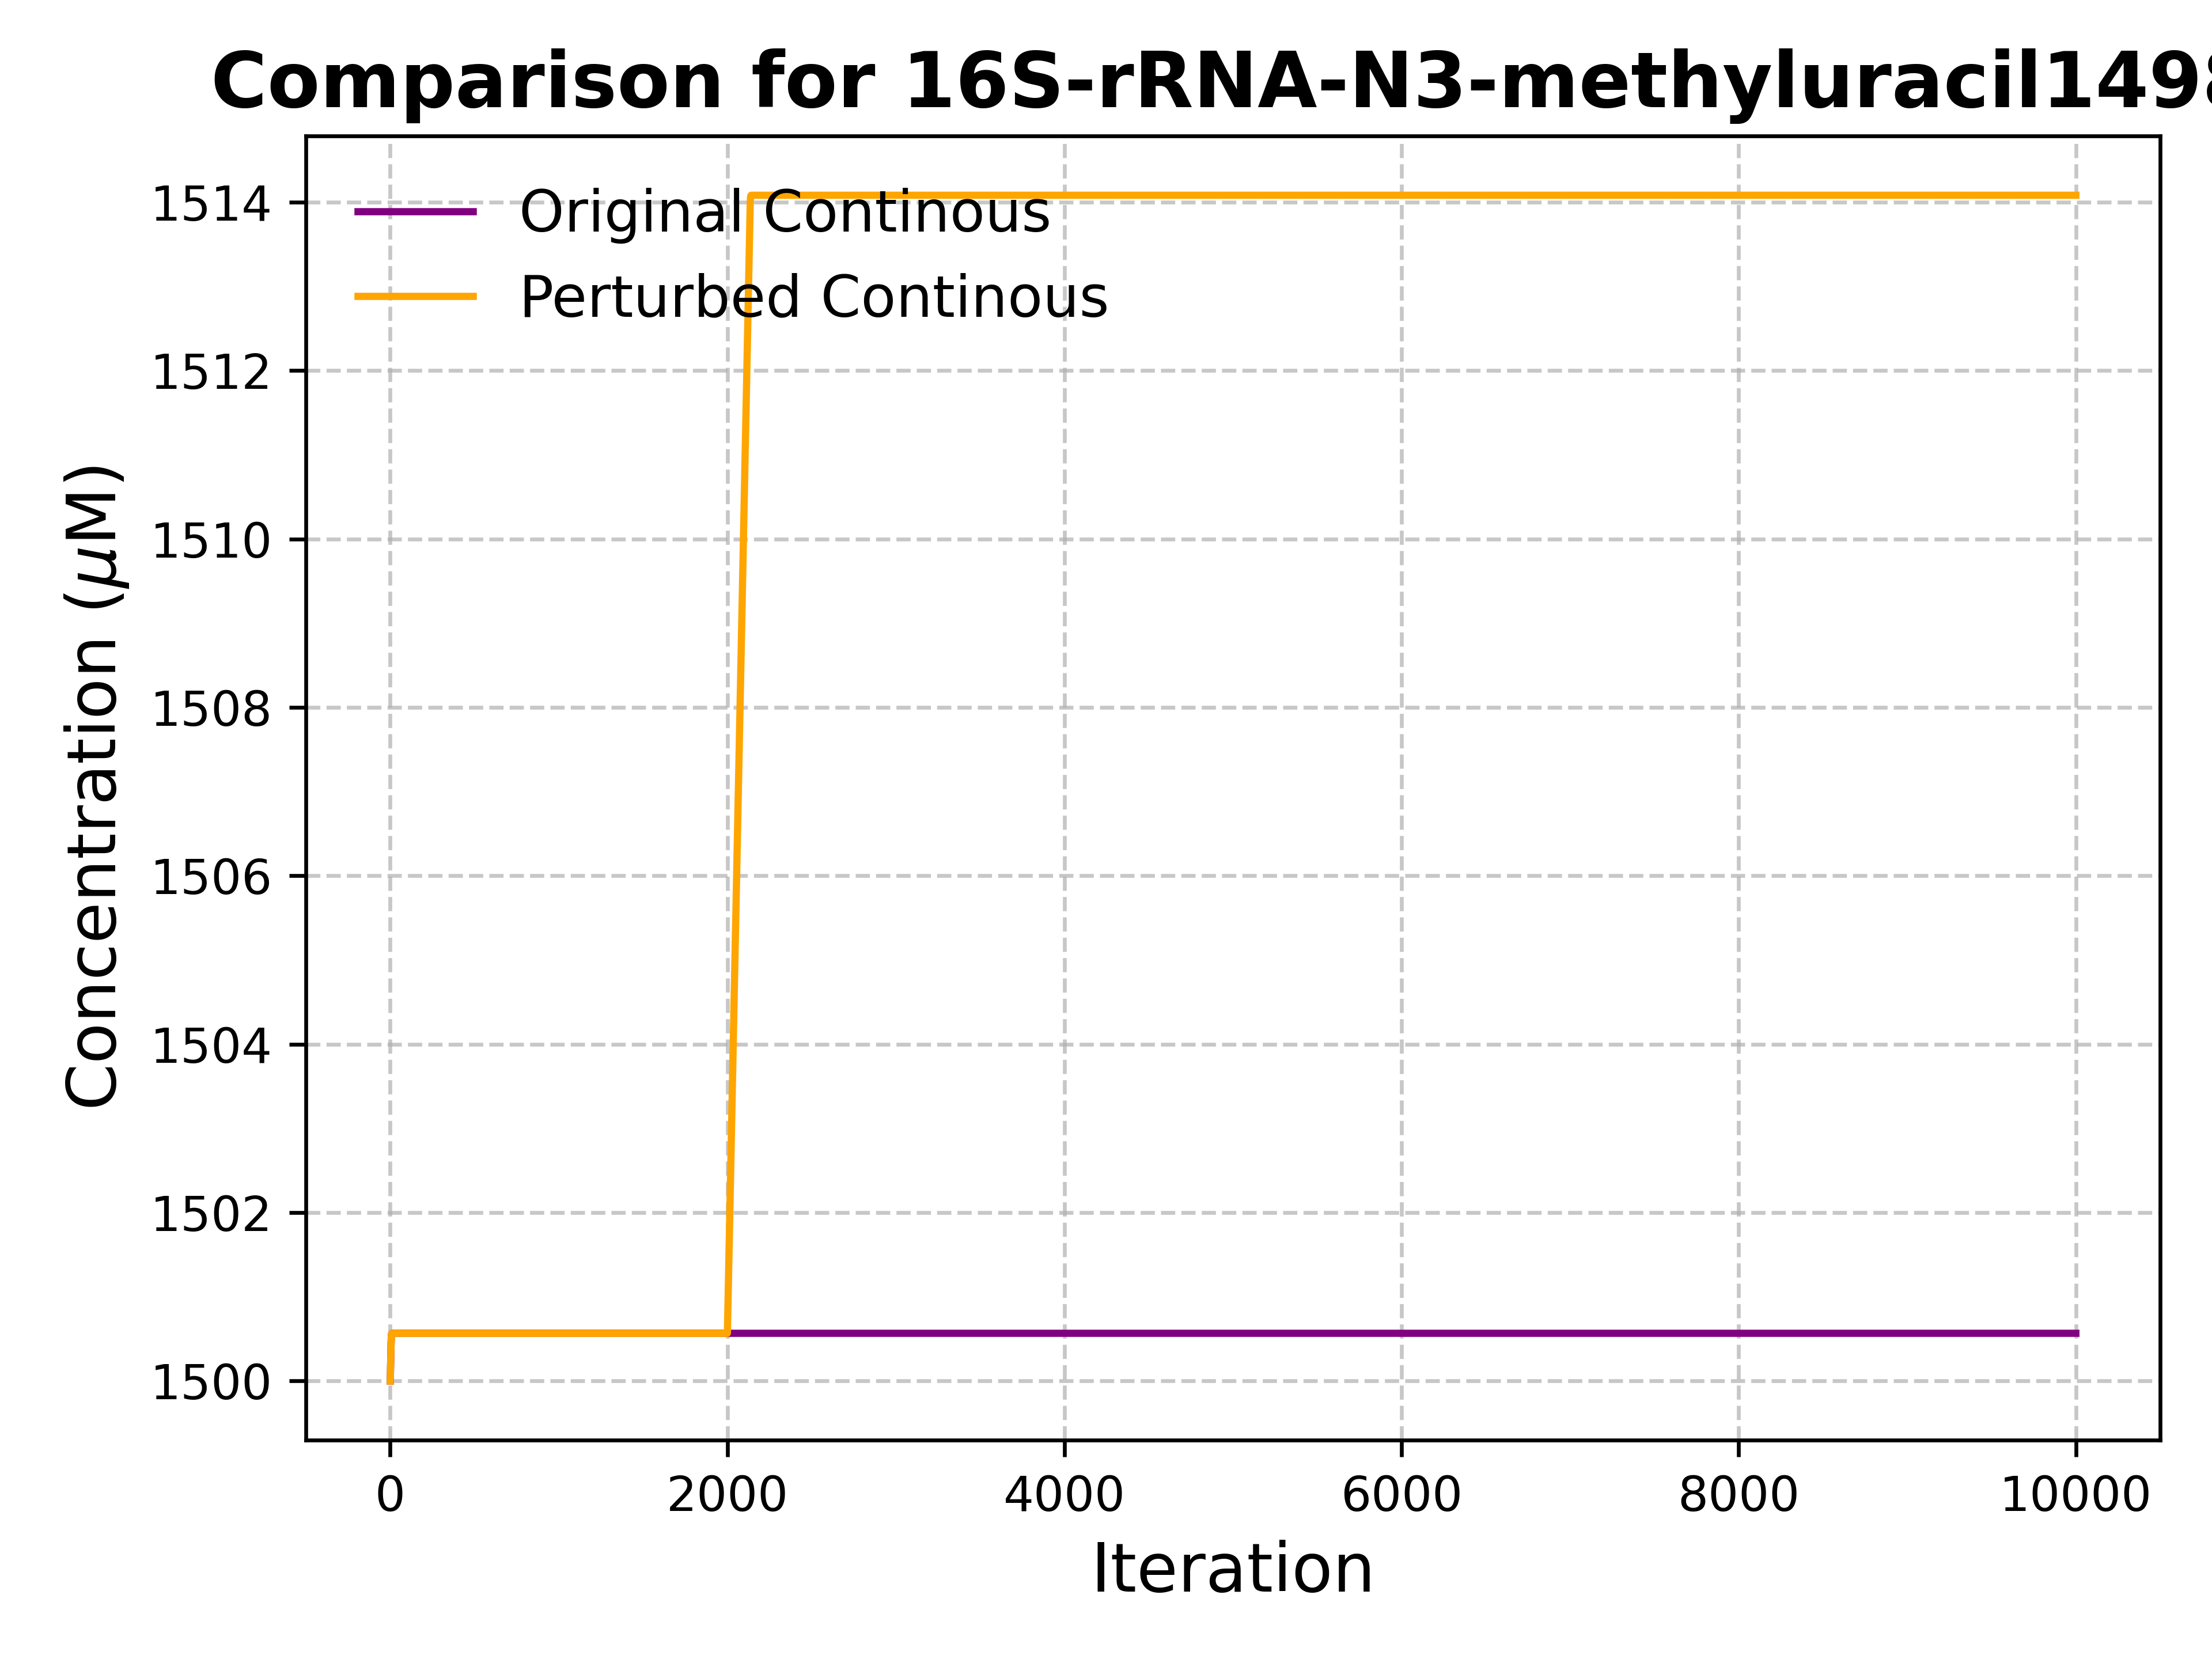 Comparison for 16S-rRNA-N3-methyluracil149
Original Continous
Perturbed Continous
Concentration (μM)
1514
1512
1510
1508
1506
1504
1502
1500
0 2000 4000 6000 8000 10000
Iteration